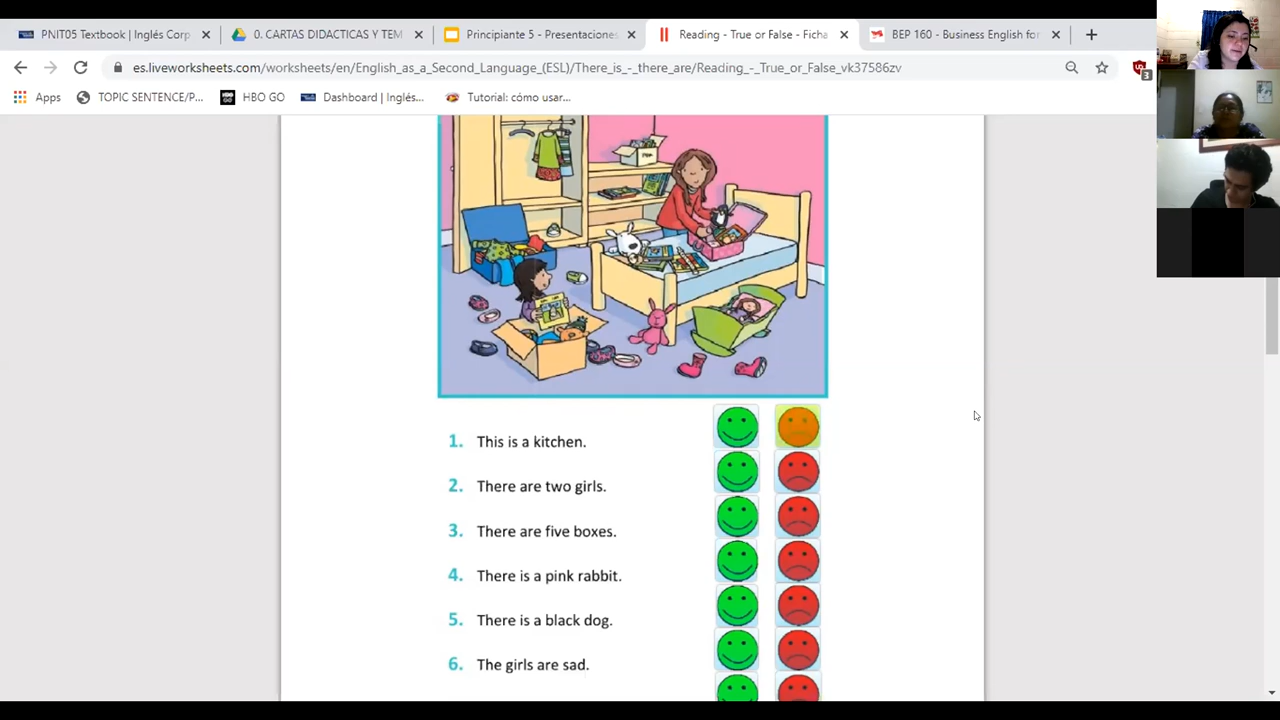 PNIT05 Textbook | Inglés Corp
0. CARTAS DIDACTICAS Y TEM
Principiante 5 - Presentaciones
Reading - True or False - Ficha
BEP 160 - Business English for
es.liveworksheets.com/worksheets/en/English_as_a_Second_Language_(ESL)/There_is_-_there_are/Reading_-_True_or_False_vk37586zv
3
Apps
TOPIC SENTENCE/P...
HBO GO
Dashboard | Inglés...
Tutorial: cómo usar...
1. This is a kitchen.
2. There are two girls.
3. There are five boxes.
4. There is a pink rabbit.
5. There is a black dog.
6. The girls are sad.